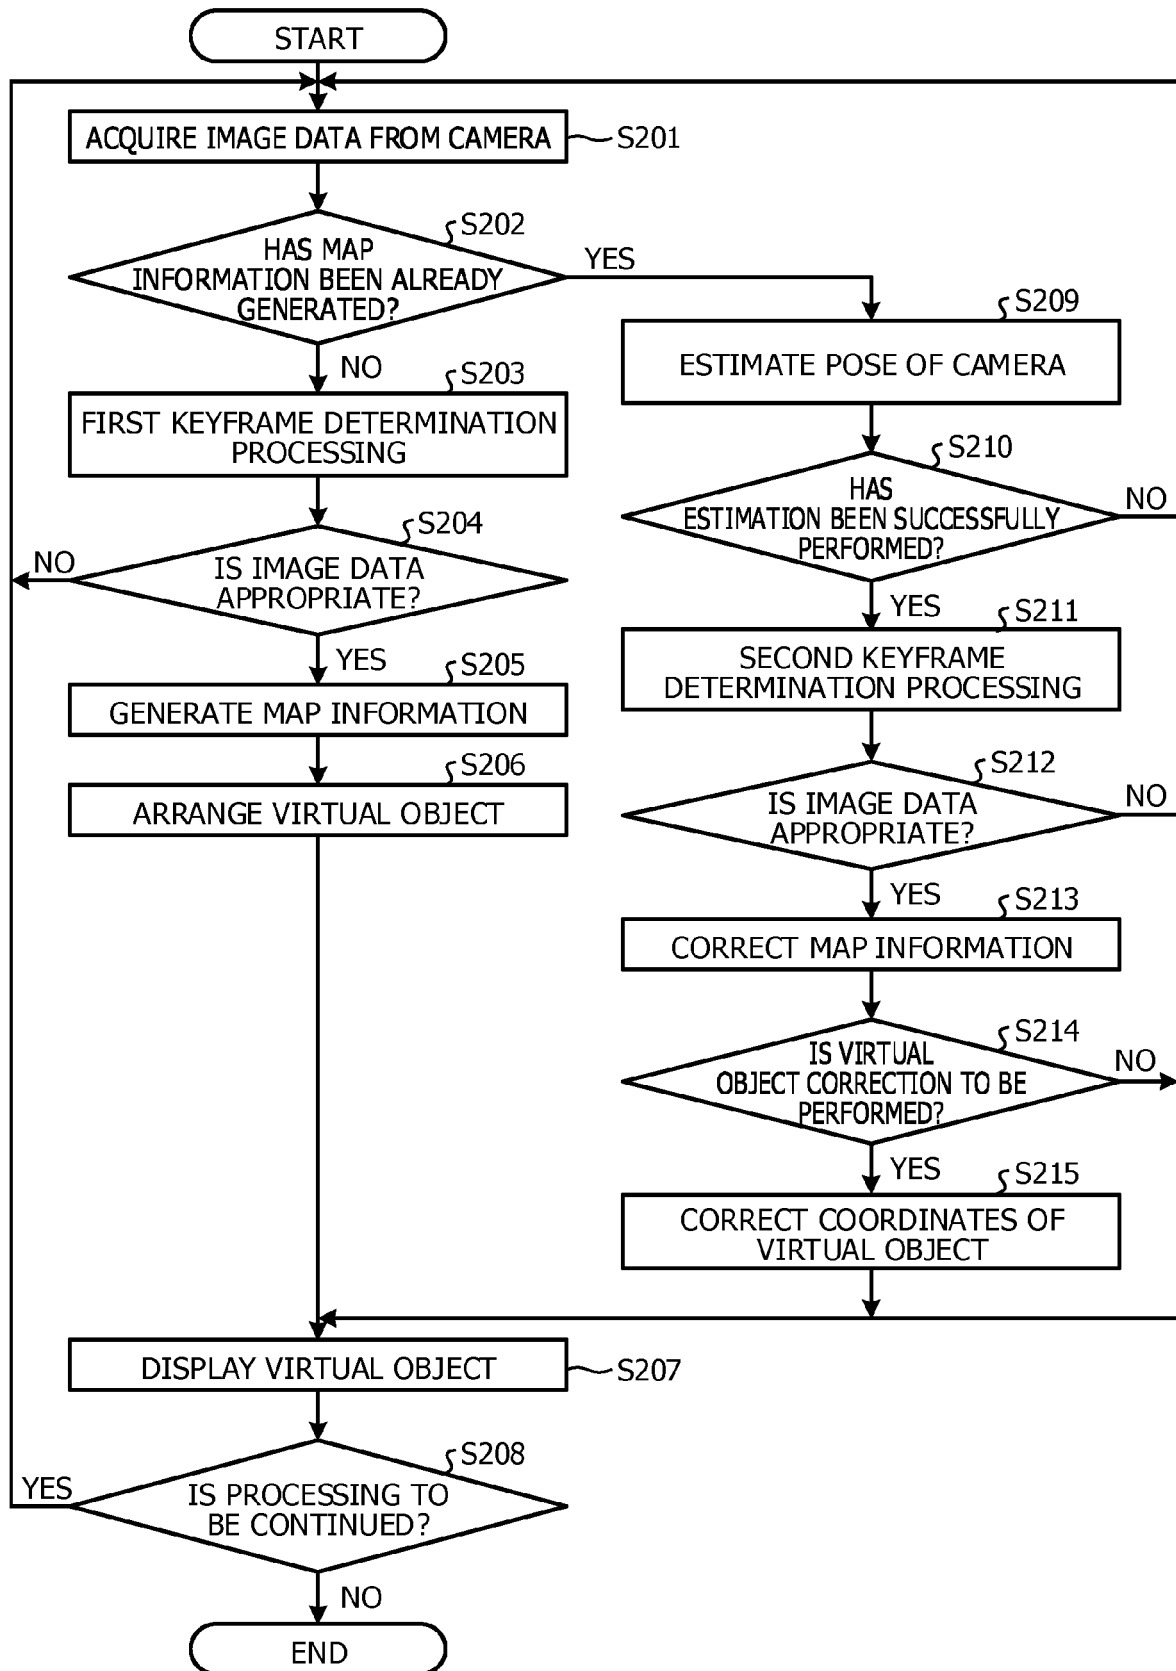 START
ACQUIRE IMAGE DATA FROM CAMERA
S201
S202
HAS MAP
INFORMATION BEEN ALREADY
GENERATED?
YES
NO
S203
FIRST KEYFRAME DETERMINATION
PROCESSING
S204
NO
IS IMAGE DATA
APPROPRIATE?
YES
S205
GENERATE MAP INFORMATION
S206
ARRANGE VIRTUAL OBJECT
S209
ESTIMATE POSE OF CAMERA
S210
HAS
ESTIMATION BEEN SUCCESSFULLY
PERFORMED?
NO
YES
S211
SECOND KEYFRAME
DETERMINATION PROCESSING
S212
IS IMAGE DATA
APPROPRIATE?
NO
YES
S213
CORRECT MAP INFORMATION
S214
IS VIRTUAL
OBJECT CORRECTION TO BE
PERFORMED?
NO
YES
S215
CORRECT COORDINATES OF
VIRTUAL OBJECT
DISPLAY VIRTUAL OBJECT
S207
S208
YES
IS PROCESSING TO
BE CONTINUED?
NO
END